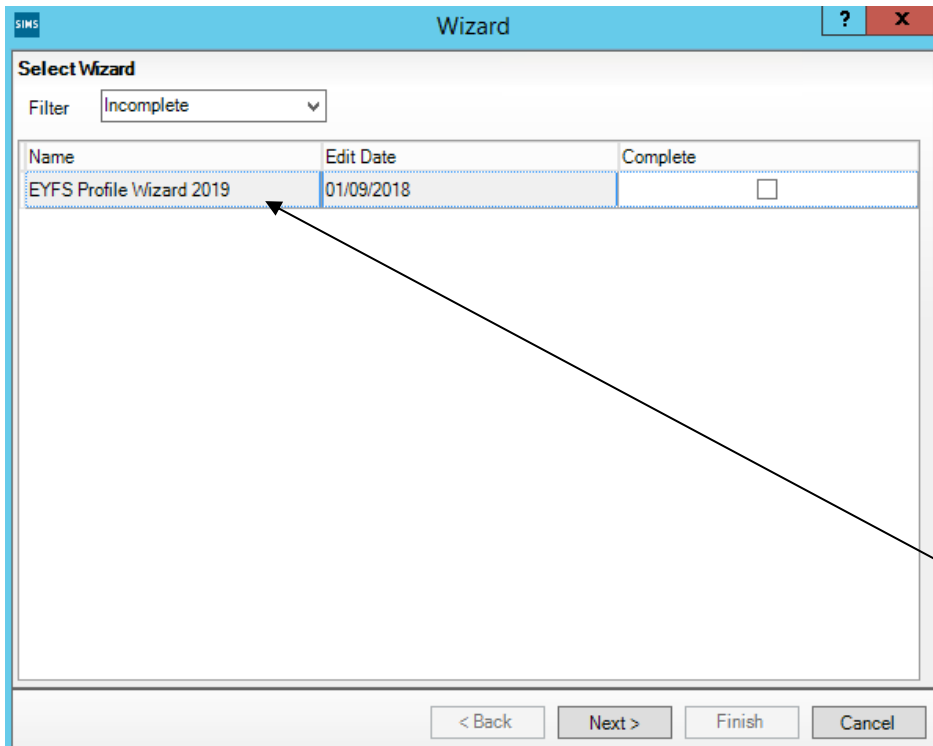 SIMS Wizard ? x
Select Wizard
Filter Incomplete
Name Edit Date Complete
EYFS Profile Wizard 2019 01/09/2018
< Back Next > Finish Cancel